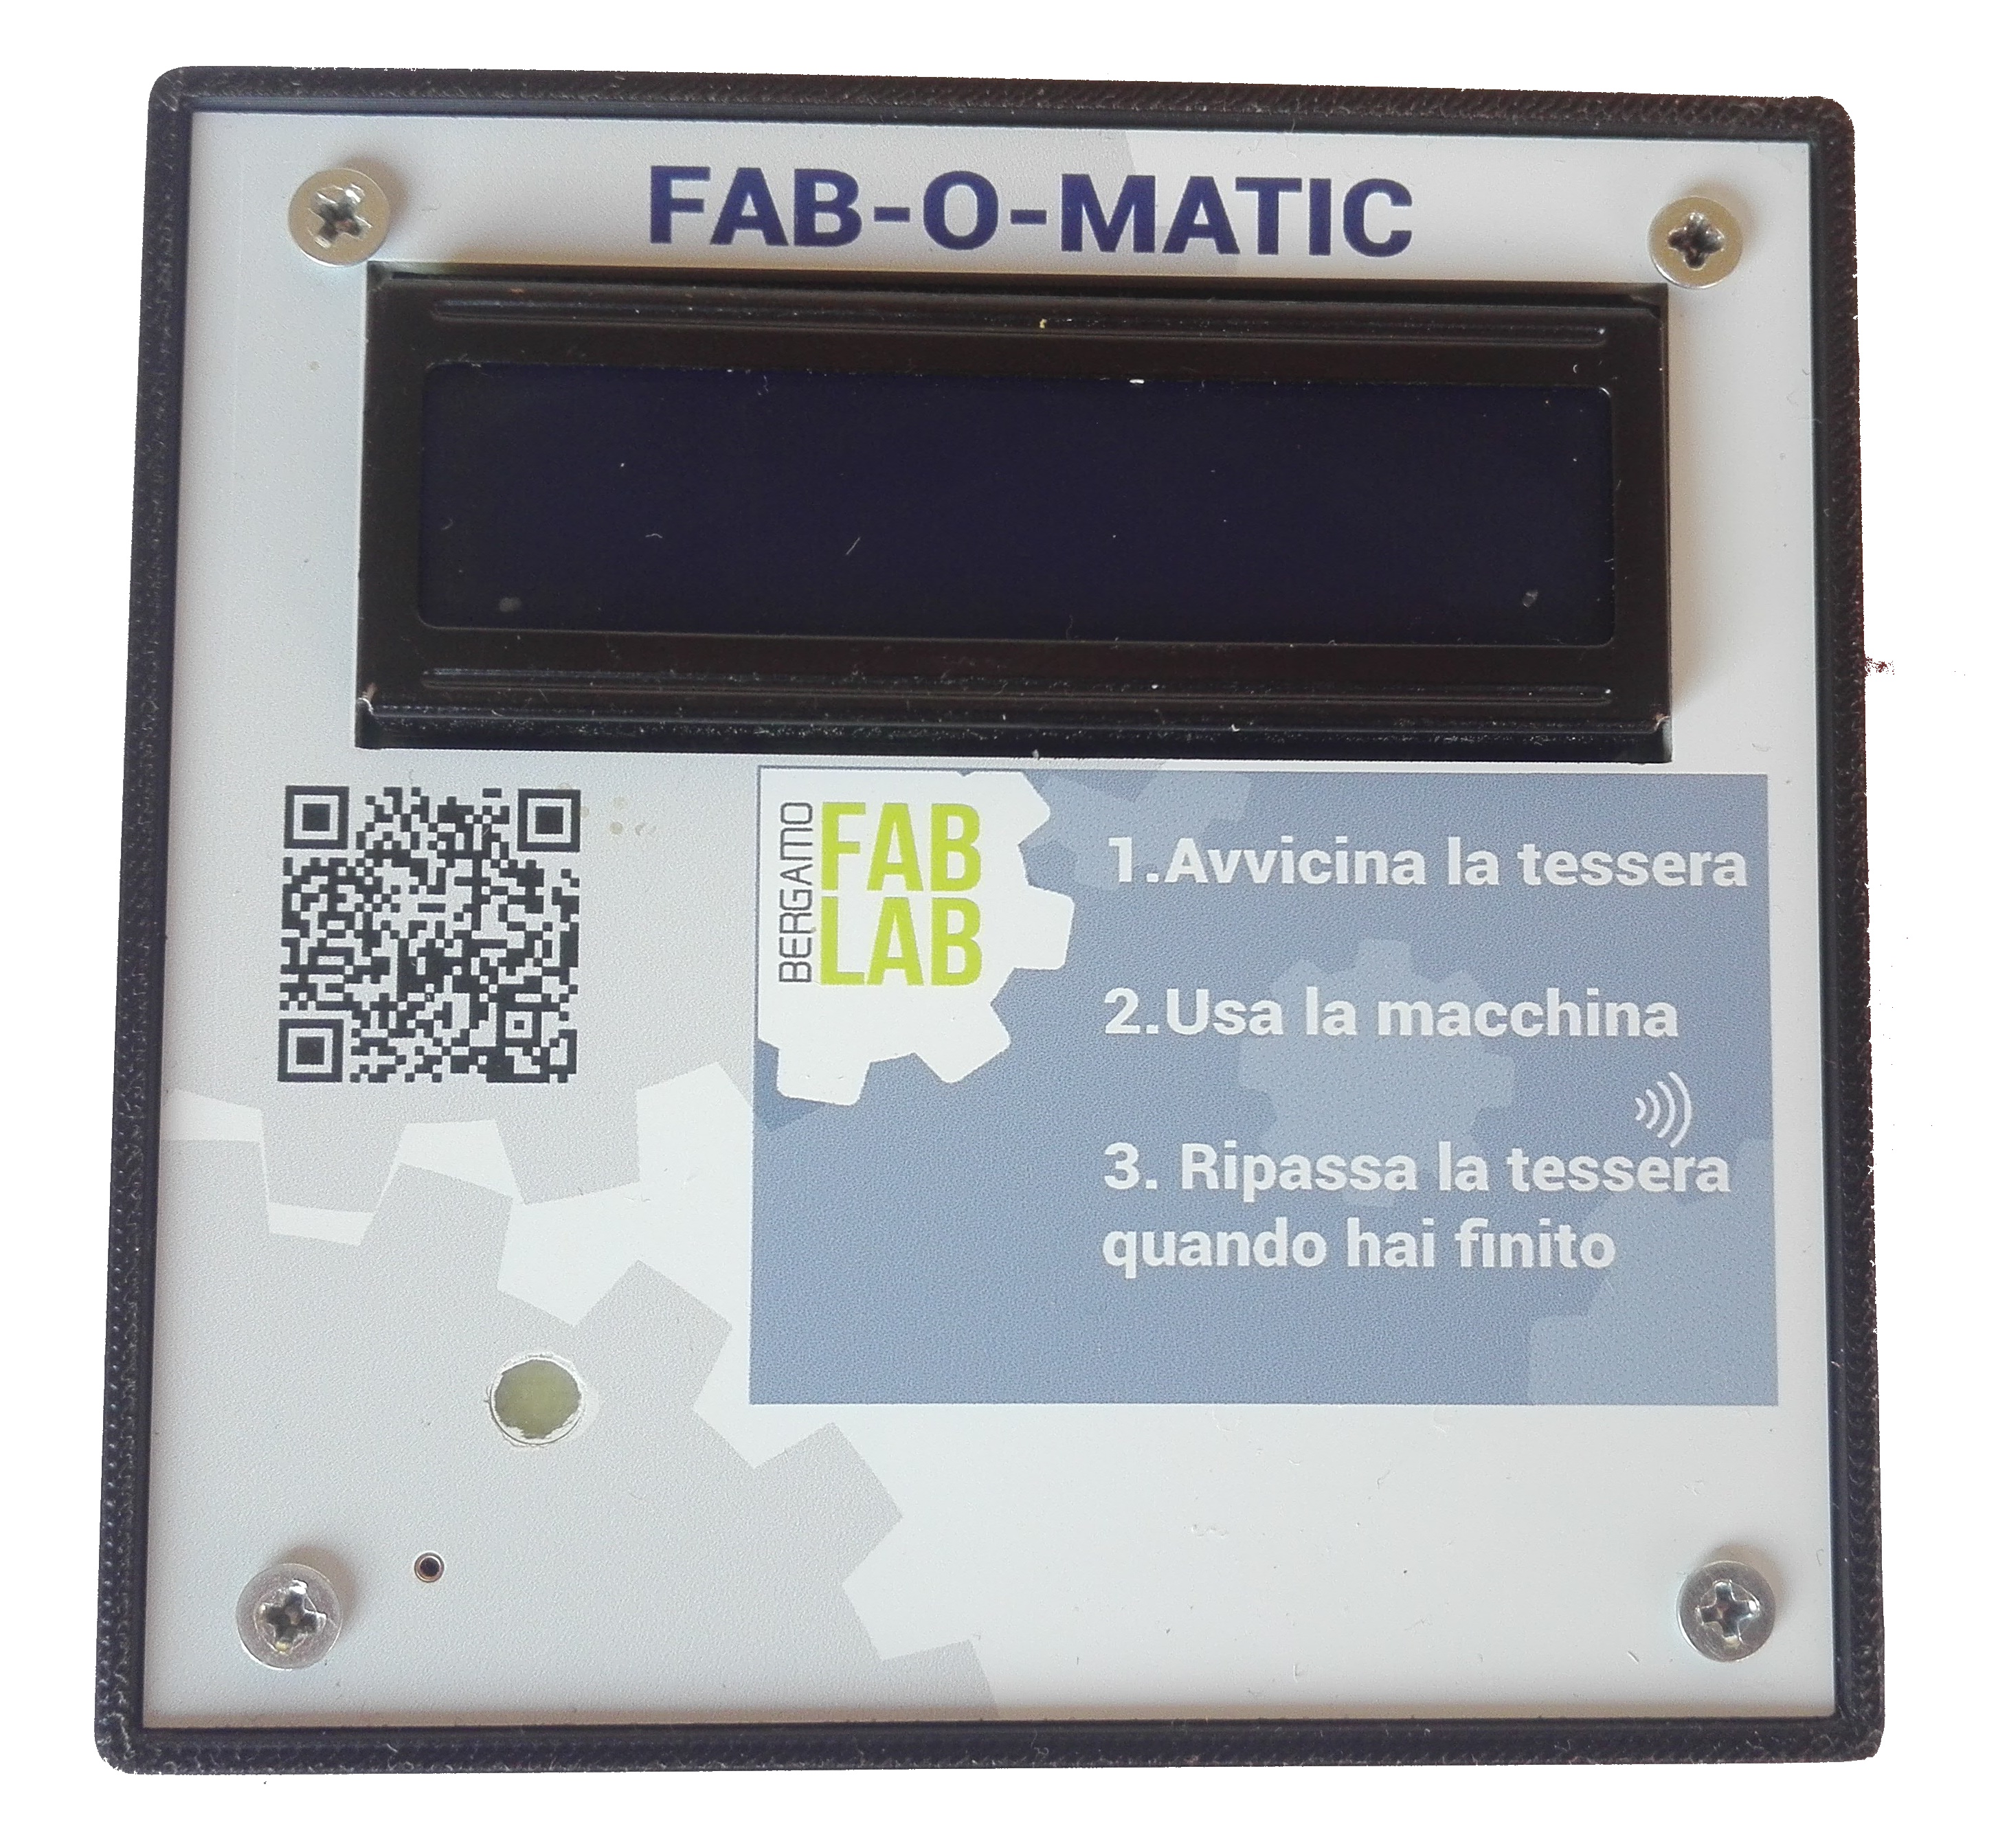 FAB-O-MATIC
BERGAMO
FAB
LAB
1.Avvicina la tessera
2.Usa la macchina
3. Ripassa la tessera
quando hai finito